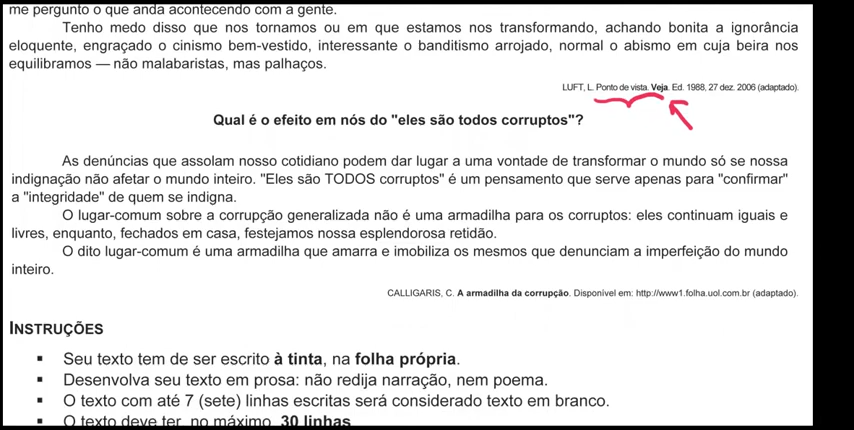 me pergunto o que anda acontecendo com a gente.
Tenho medo disso que nos tornamos ou em que estamos nos transformando, achando bonita a ignorância
eloquente, engraçado o cinismo bem-vestido, interessante o banditismo arrojado, normal o abismo em cuja beira nos
equilibramos — não malabaristas, mas palhaços.
LUFT, L. Ponto de vista. Veja. Ed. 1988, 27 dez. 2006 (adaptado).
Qual é o efeito em nós do "eles são todos corruptos"?
As denúncias que assolam nosso cotidiano podem dar lugar a uma vontade de transformar o mundo só se nossa
indignação não afetar o mundo inteiro. "Eles são TODOS corruptos" é um pensamento que serve apenas para "confirmar"
a "integridade" de quem se indigna.
O lugar-comum sobre a corrupção generalizada não é uma armadilha para os corruptos: eles continuam iguais e
livres, enquanto, fechados em casa, festejamos nossa esplendorosa retidão.
O dito lugar-comum é uma armadilha que amarra e imobiliza os mesmos que denunciam a imperfeição do mundo
inteiro.
CALLIGARIS, C. A armadilha da corrupção. Disponível em: http://www1.folha.uol.com.br (adaptado).
INSTRUÇÕES
▪ Seu texto tem de ser escrito à tinta, na folha própria.
▪ Desenvolva seu texto em prosa: não redija narração, nem poema.
▪ O texto com até 7 (sete) linhas escritas será considerado texto em branco.
▪ O texto deve ter, no máximo, 30 linhas